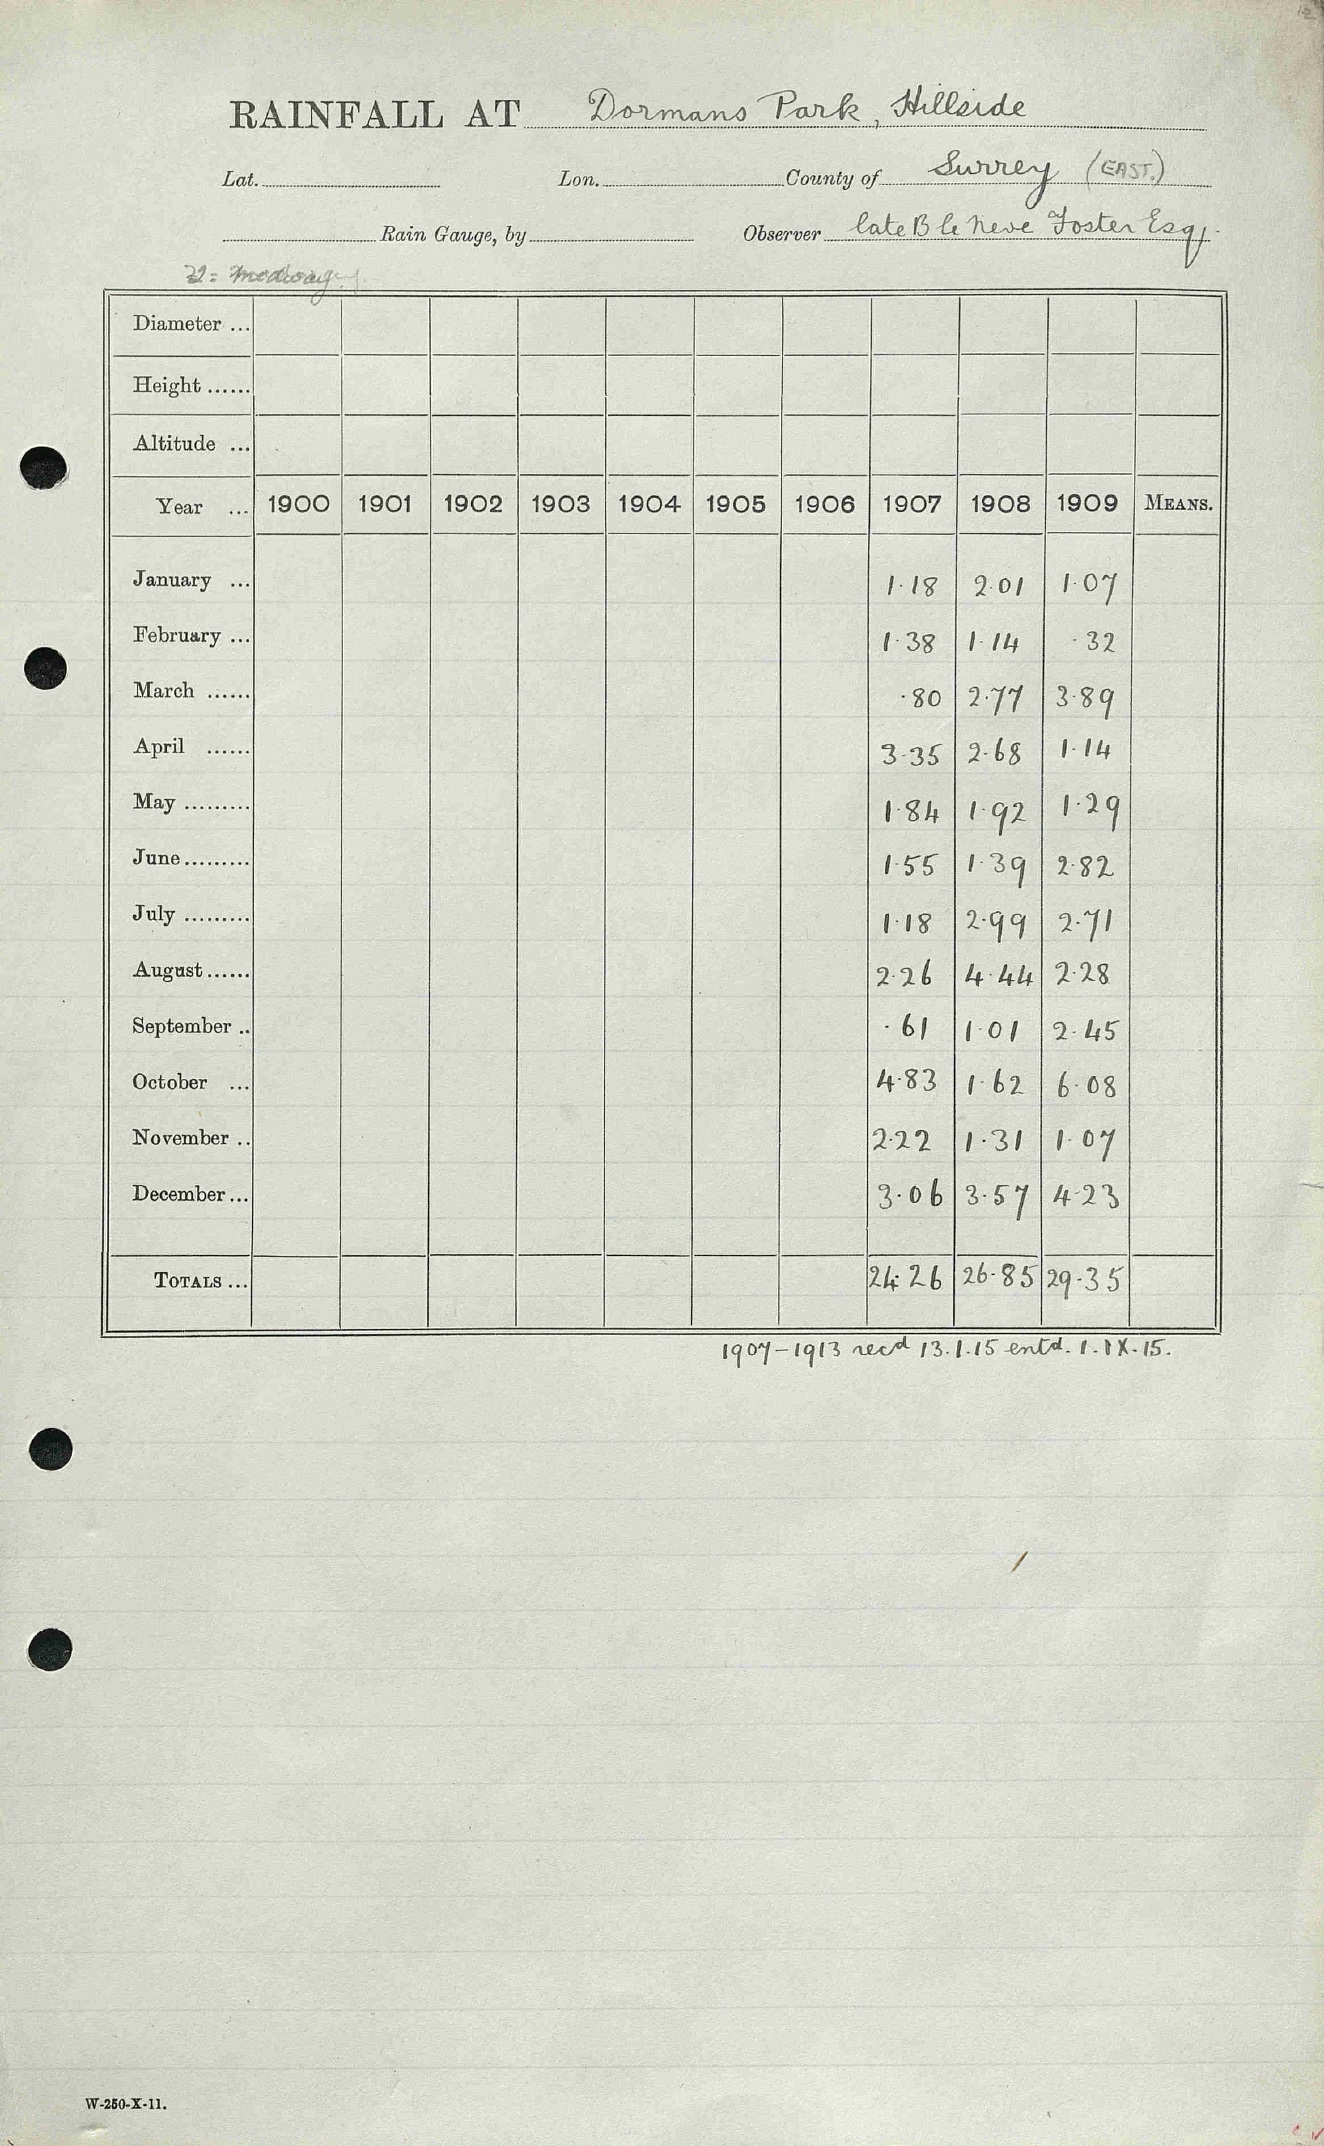 RAINFALL AT Dormans Park, Hillside
Lat. Lon. County of Surrey (EAST.)
Rain Gauge, by Observer late B le Neve Foster Esq.
Medway
Diameter ...
Height ......
Altitude ...
Year ... 1900 1901 1902 1903 1904 1905 1906 1907 1908 1909 MEANS.
January ... 1.18 2.01 1.07
February ... 1.38 1.14 .32
March ...... .80 2.77 3.89
April ...... 3.35 2.68 1.14
May ......... 1.84 1.92 1.29
June ......... 1.55 1.39 2.82
July ......... 1.18 2.99 2.71
August ...... 2.26 4.44 2.28
September .. .61 1.01 2.45
October ... 4.83 1.62 6.08
November .. 2.22 1.31 1.07
December ... 3.06 3.57 4.23
TOTALS ... 24.26 26.85 29.35
1907-1913 recd 13.1.15 entd. 1.IX.15.
W-250-X-11.